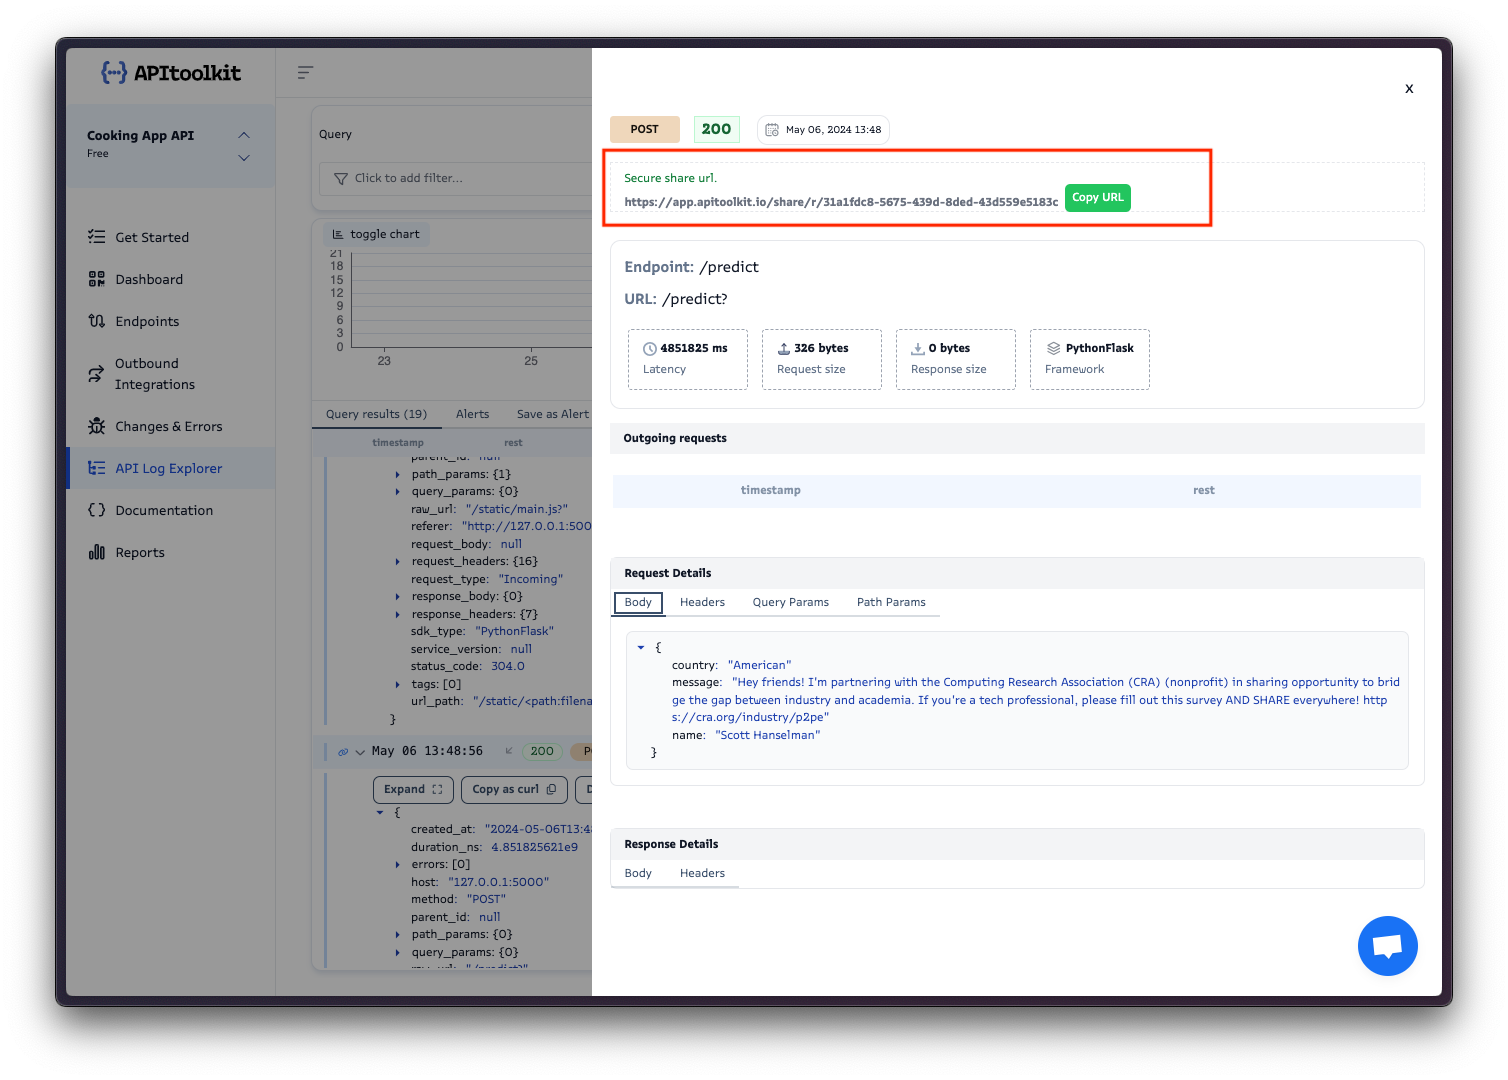 APItoolkit
Cooking App API
Free
Get Started
Dashboard
Endpoints
Outbound
Integrations
Changes & Errors
API Log Explorer
Documentation
Reports
Query
Click to add filter...
toggle chart
21
18
15
12
9
6
3
0
23 25
Query results (19) Alerts Save as Alert
timestamp rest
parent_id: null
path_params: {1}
query_params: {0}
raw_url: "/static/main.js?"
referer: "http://127.0.0.1:500
request_body: null
request_headers: {16}
request_type: "Incoming"
response_body: {0}
response_headers: {7}
sdk_type: "PythonFlask"
service_version: null
status_code: 304.0
tags: [0]
url_path: "/static/<path:filena
}
May 06 13:48:56 200 P
Expand Copy as curl D
{
created_at: "2024-05-06T13:48
duration_ns: 4.851825621e9
errors: [0]
host: "127.0.0.1:5000"
method: "POST"
parent_id: null
path_params: {0}
query_params: {0}
raw_url: "/predict?"
x
POST 200 May 06, 2024 13:48
Secure share url.
https://app.apitoolkit.io/share/r/31a1fdc8-5675-439d-8ded-43d559e5183c Copy URL
Endpoint: /predict
URL: /predict?
4851825 ms
Latency
326 bytes
Request size
0 bytes
Response size
PythonFlask
Framework
Outgoing requests
timestamp rest
Request Details
Body Headers Query Params Path Params
{
country: "American"
message: "Hey friends! I'm partnering with the Computing Research Association (CRA) (nonprofit) in sharing opportunity to brid
ge the gap between industry and academia. If you're a tech professional, please fill out this survey AND SHARE everywhere! http
s://cra.org/industry/p2pe"
name: "Scott Hanselman"
}
Response Details
Body Headers